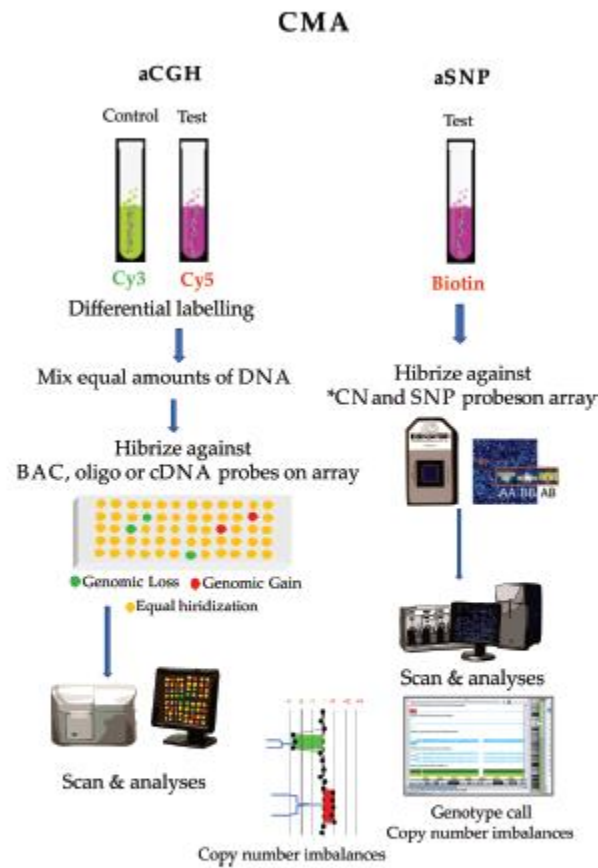 CMA
aCGH
Control Test
Cy3 Cy5
Differential labelling
Mix equal amounts of DNA
Hibrize against
BAC, oligo or cDNA probes on array
Genomic Loss Genomic Gain
Equal hiridization
Scan & analyses
Copy number imbalances
aSNP
Test
Biotin
Hibrize against
*CN and SNP probeson array
AA BB AB
Scan & analyses
Genotype call
Copy number imbalances